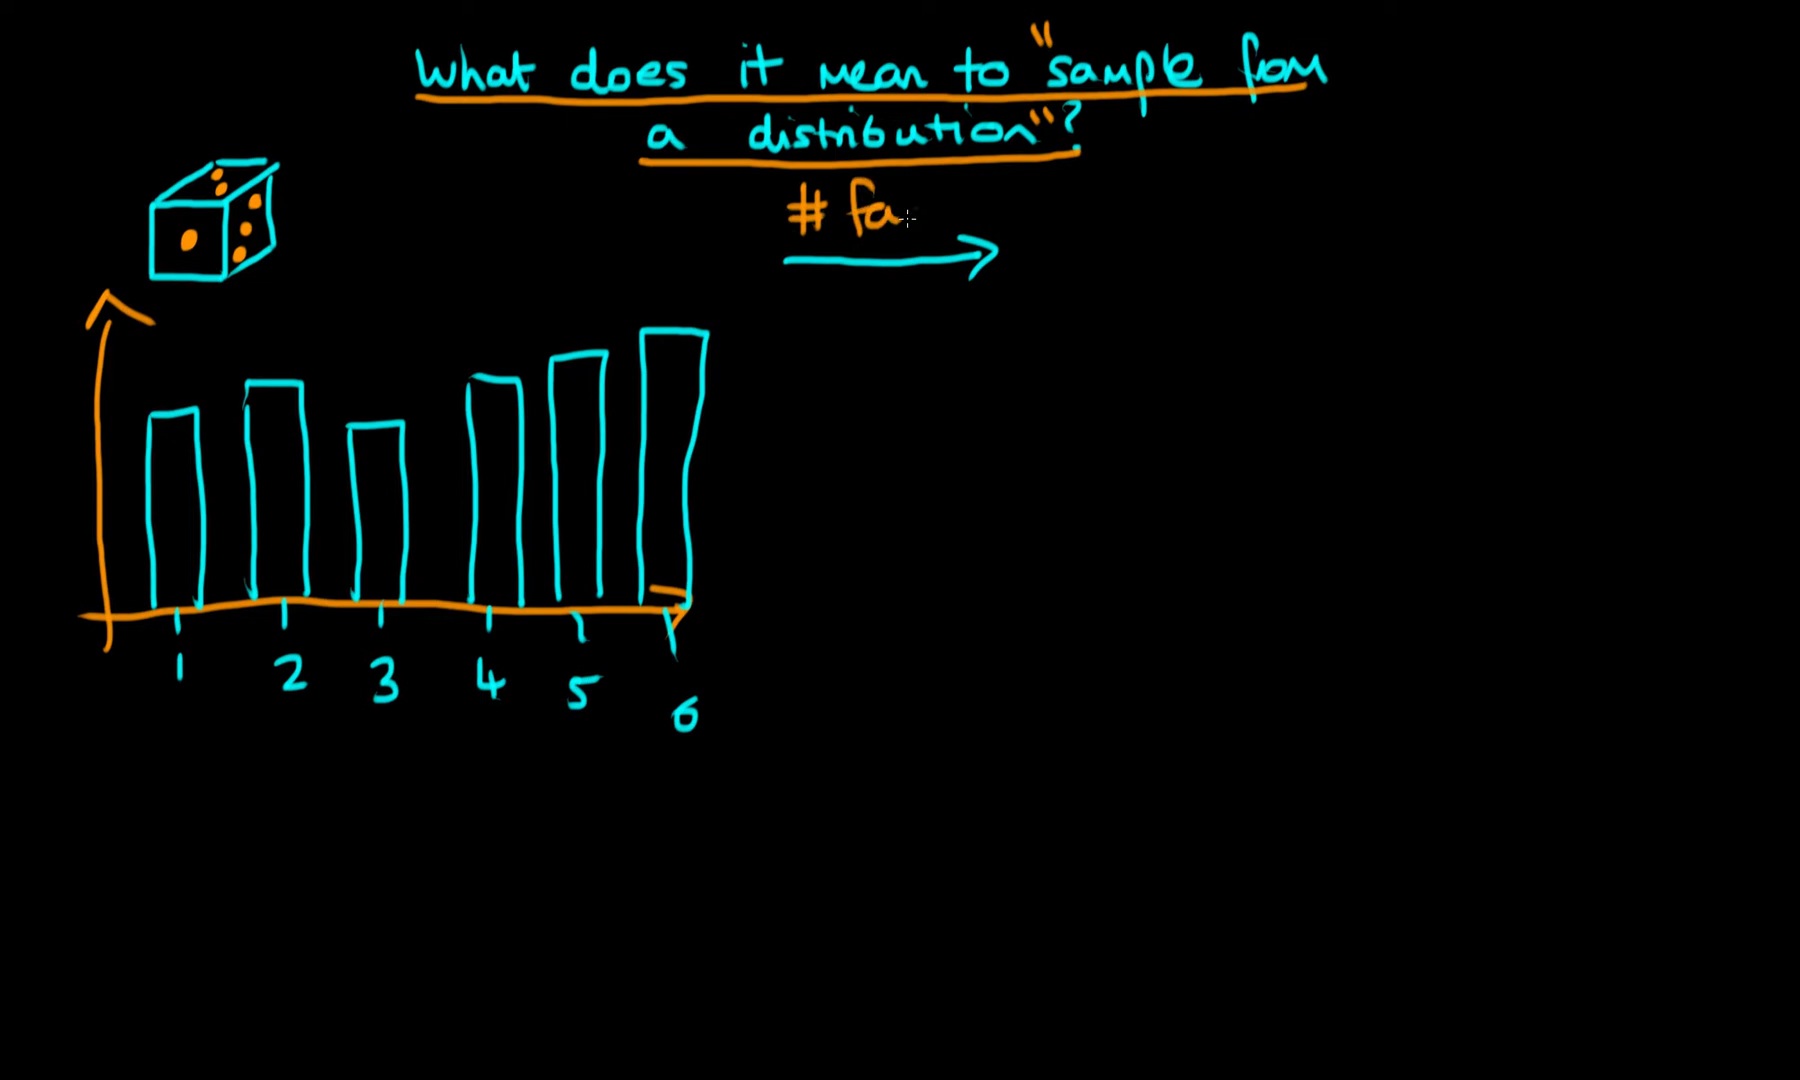 What does it mean to "sample from
a distribution"?
# fa
1 2 3 4 5 6